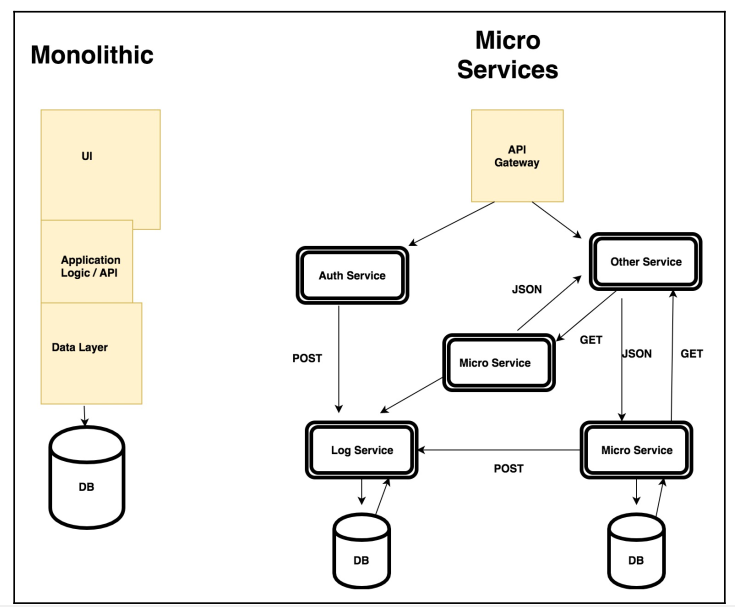 Monolithic
UI
Application
Logic / API
Data Layer
DB
Micro
Services
API
Gateway
Auth Service
Other Service
JSON
GET
JSON
GET
POST
Micro Service
Log Service
POST
Micro Service
DB
DB